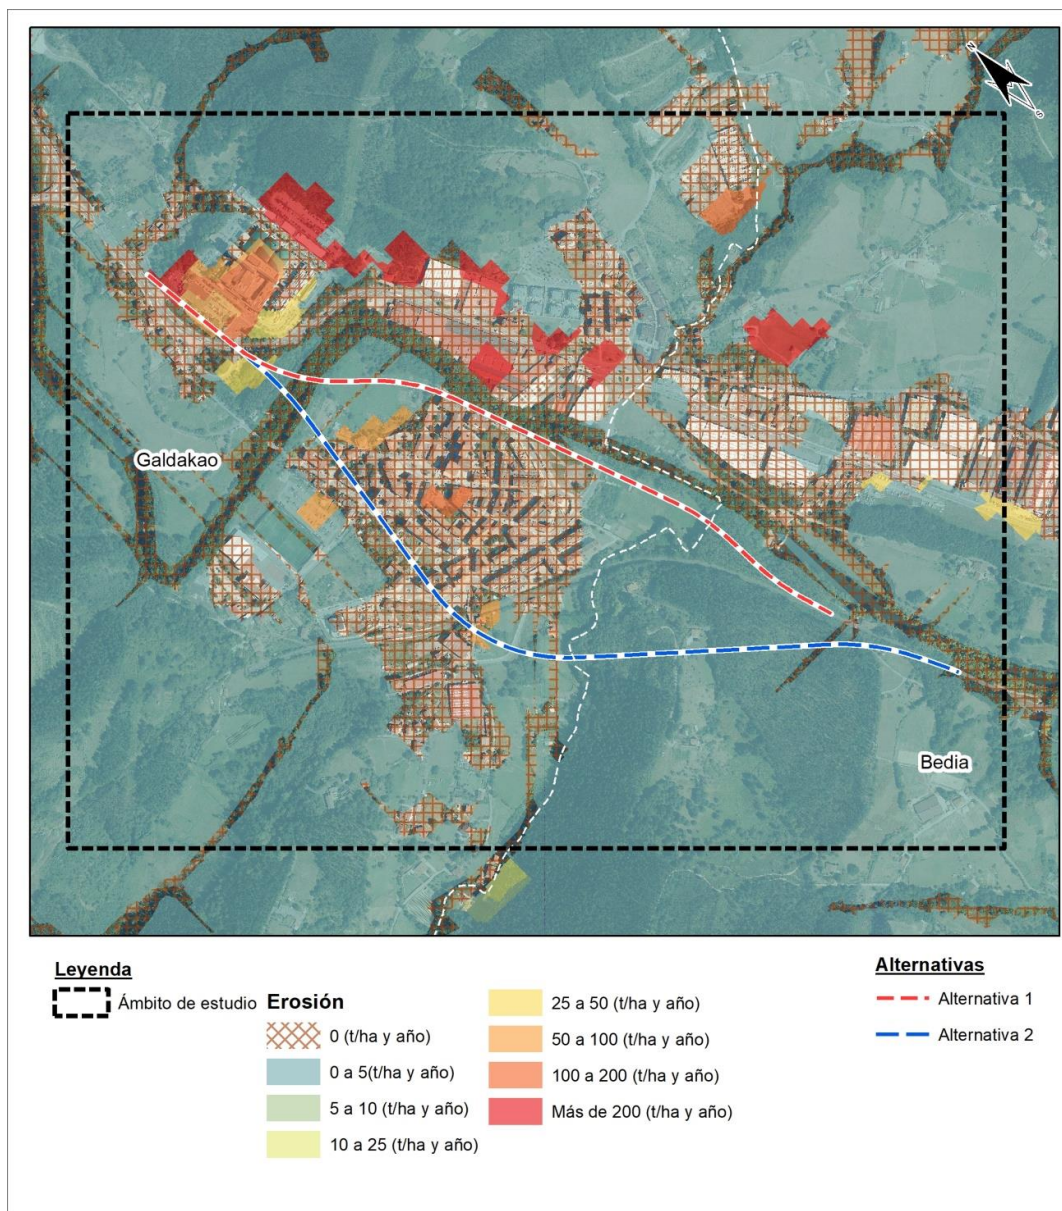 N
S
Galdakao
Bedia
Leyenda
Ámbito de estudio
Erosión
0 (t/ha y año)
0 a 5(t/ha y año)
5 a 10 (t/ha y año)
10 a 25 (t/ha y año)
25 a 50 (t/ha y año)
50 a 100 (t/ha y año)
100 a 200 (t/ha y año)
Más de 200 (t/ha y año)
Alternativas
Alternativa 1
Alternativa 2